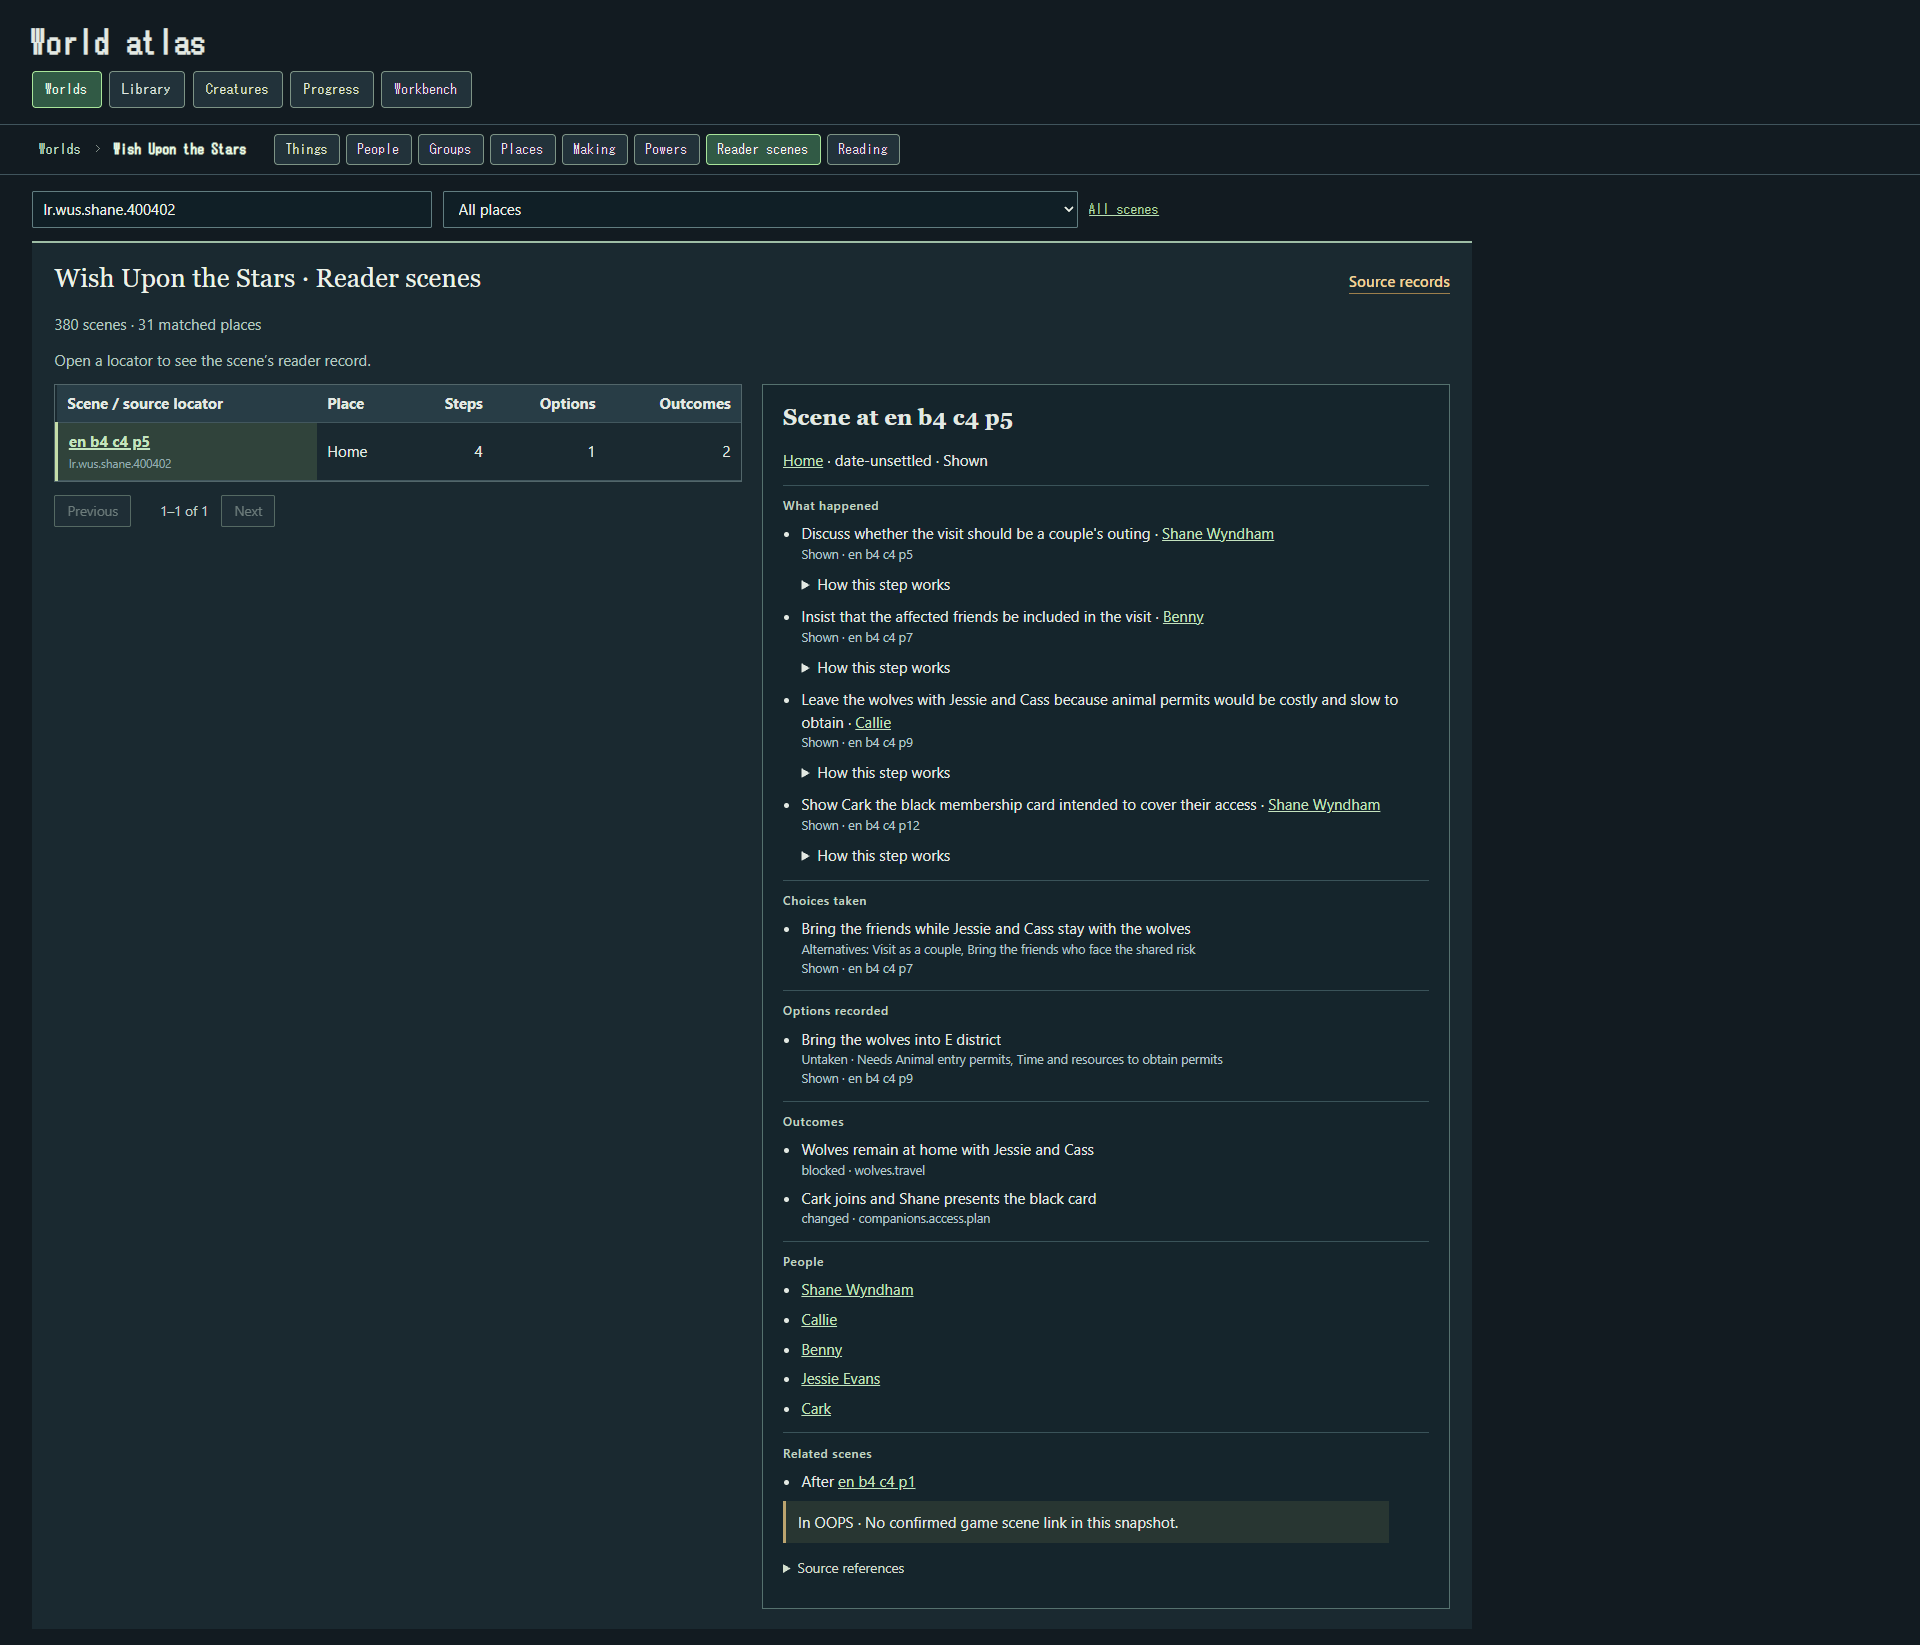 World atlas
Worlds Library Creatures Progress Workbench
Worlds › Wish Upon the Stars Things People Groups Places Making Powers Reader scenes Reading
lr.wus.shane.400402 All places All scenes
Wish Upon the Stars · Reader scenes
Source records
380 scenes · 31 matched places
Open a locator to see the scene's reader record.
Scene / source locator Place Steps Options Outcomes
en b4 c4 p5 Home 4 1 2
lr.wus.shane.400402
Previous 1–1 of 1 Next
Scene at en b4 c4 p5
Home · date-unsettled · Shown
What happened
• Discuss whether the visit should be a couple's outing · Shane Wyndham
Shown · en b4 c4 p5
▶ How this step works
• Insist that the affected friends be included in the visit · Benny
Shown · en b4 c4 p7
▶ How this step works
• Leave the wolves with Jessie and Cass because animal permits would be costly and slow to
obtain · Callie
Shown · en b4 c4 p9
▶ How this step works
• Show Cark the black membership card intended to cover their access · Shane Wyndham
Shown · en b4 c4 p12
▶ How this step works
Choices taken
• Bring the friends while Jessie and Cass stay with the wolves
Alternatives: Visit as a couple, Bring the friends who face the shared risk
Shown · en b4 c4 p7
Options recorded
• Bring the wolves into E district
Untaken · Needs Animal entry permits, Time and resources to obtain permits
Shown · en b4 c4 p9
Outcomes
• Wolves remain at home with Jessie and Cass
blocked · wolves.travel
• Cark joins and Shane presents the black card
changed · companions.access.plan
People
• Shane Wyndham
• Callie
• Benny
• Jessie Evans
• Cark
Related scenes
• After en b4 c4 p1
In OOPS · No confirmed game scene link in this snapshot.
▶ Source references